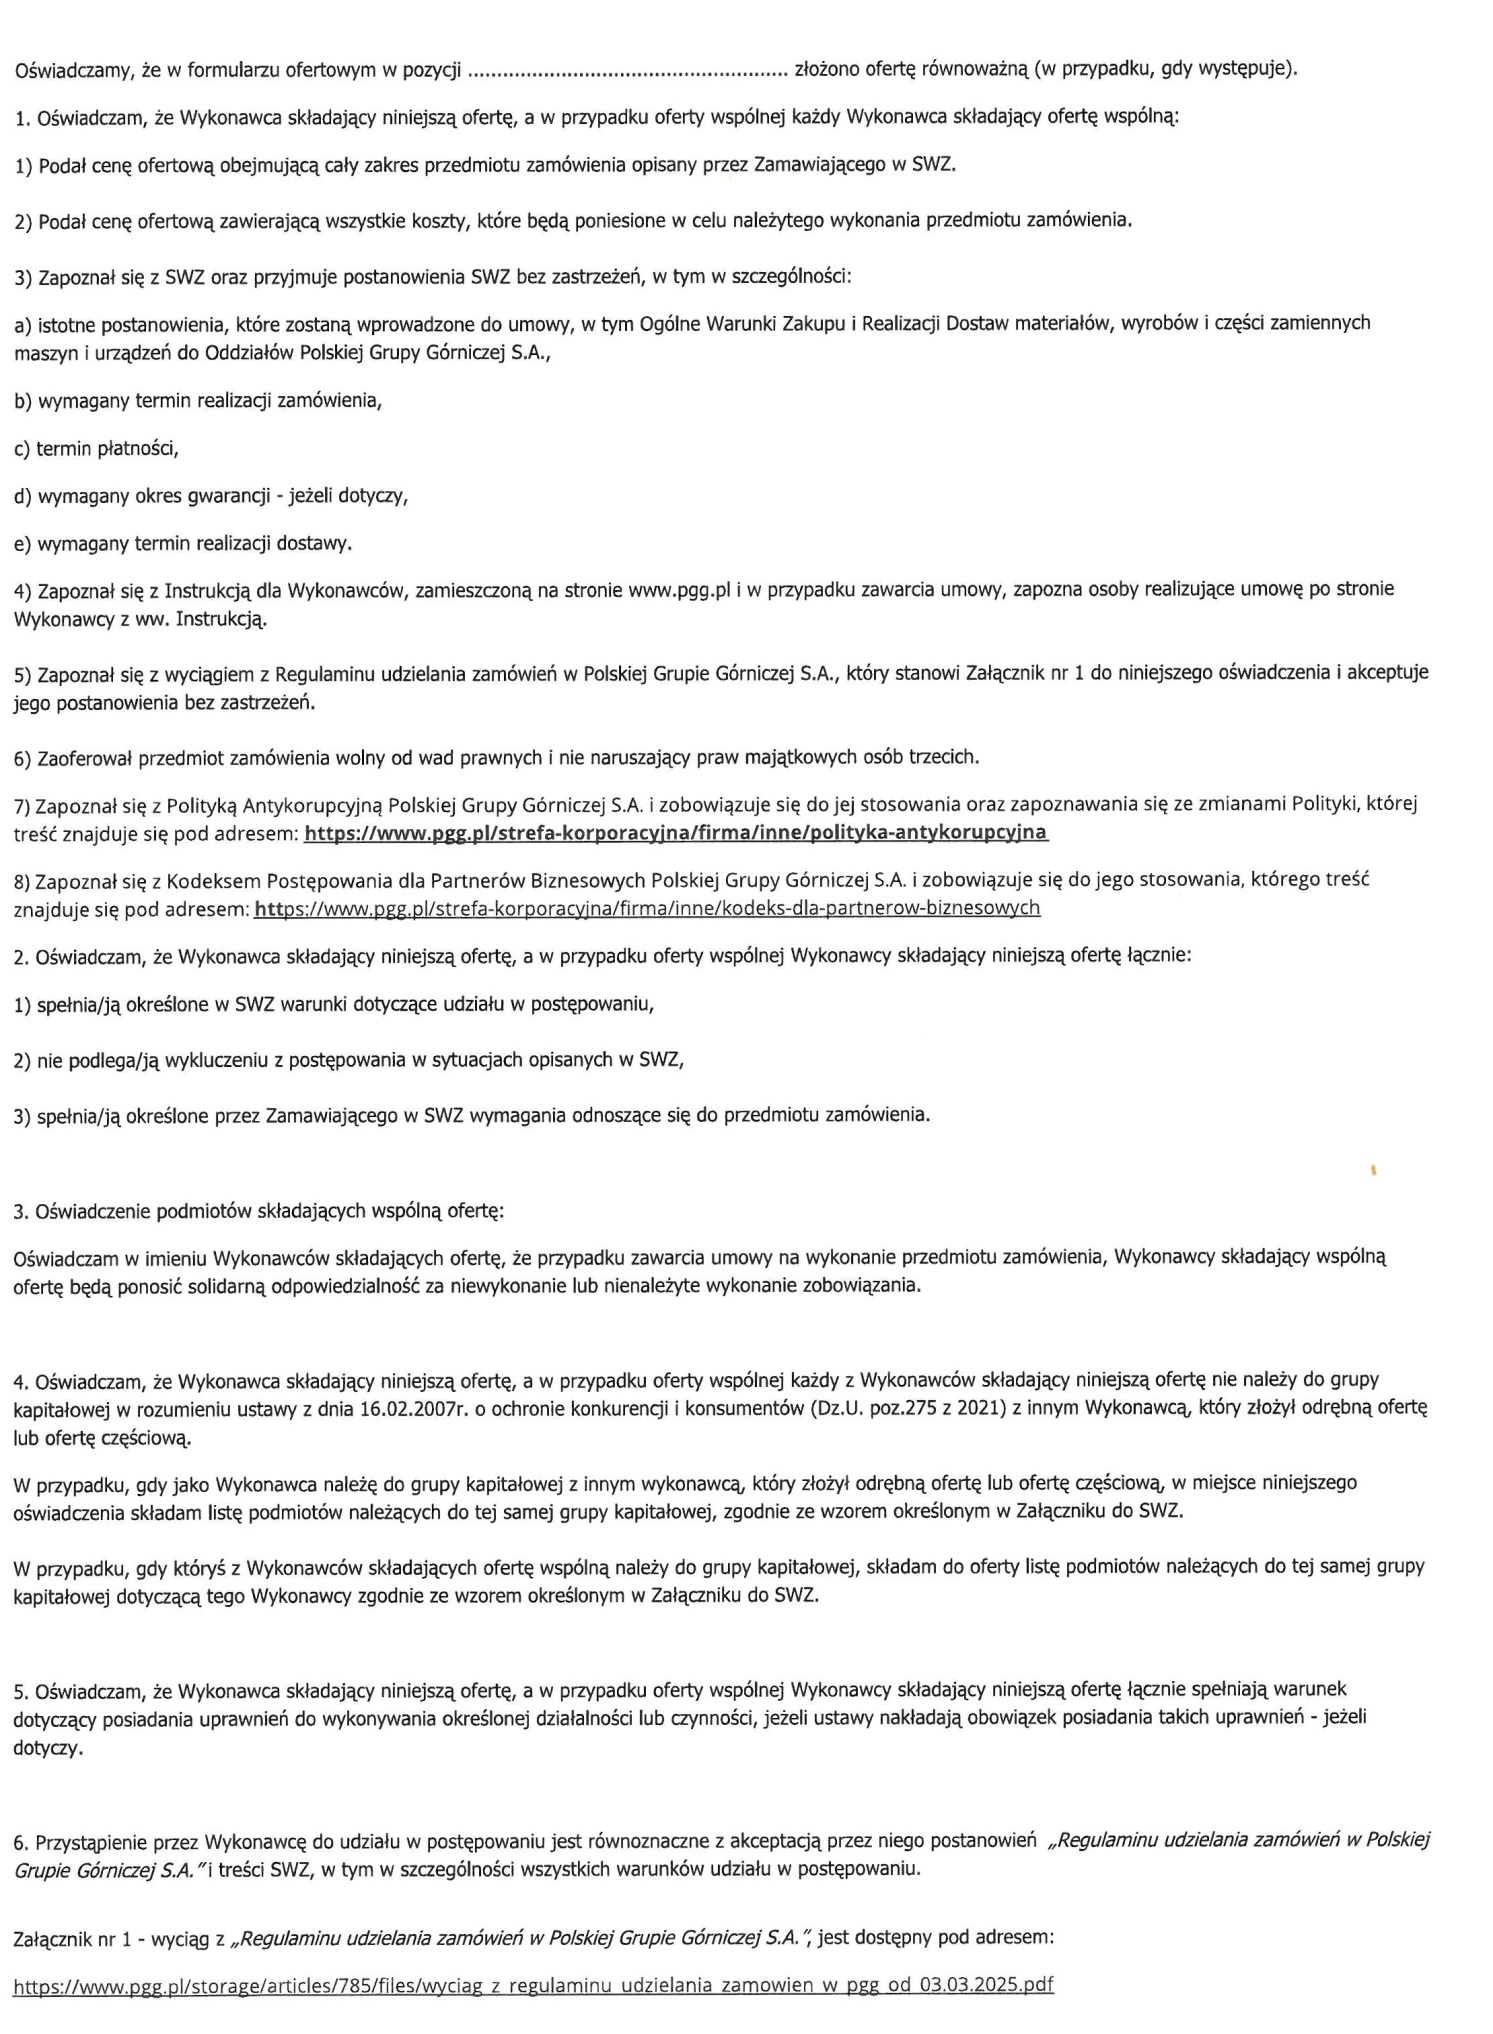 Oświadczamy, że w formularzu ofertowym w pozycji ....................................................... złożono ofertę równoważną (w przypadku, gdy występuje).
1. Oświadczam, że Wykonawca składający niniejszą ofertę, a w przypadku oferty wspólnej każdy Wykonawca składający ofertę wspólną:
1) Podał cenę ofertową obejmującą cały zakres przedmiotu zamówienia opisany przez Zamawiającego w SWZ.
2) Podał cenę ofertową zawierającą wszystkie koszty, które będą poniesione w celu należytego wykonania przedmiotu zamówienia.
3) Zapoznał się z SWZ oraz przyjmuje postanowienia SWZ bez zastrzeżeń, w tym w szczególności:
a) istotne postanowienia, które zostaną wprowadzone do umowy, w tym Ogólne Warunki Zakupu i Realizacji Dostaw materiałów, wyrobów i części zamiennych
maszyn i urządzeń do Oddziałów Polskiej Grupy Górniczej S.A.,
b) wymagany termin realizacji zamówienia,
c) termin płatności,
d) wymagany okres gwarancji - jeżeli dotyczy,
e) wymagany termin realizacji dostawy.
4) Zapoznał się z Instrukcją dla Wykonawców, zamieszczoną na stronie www.pgg.pl i w przypadku zawarcia umowy, zapozna osoby realizujące umowę po stronie
Wykonawcy z ww. Instrukcją.
5) Zapoznał się z wyciągiem z Regulaminu udzielania zamówień w Polskiej Grupie Górniczej S.A., który stanowi Załącznik nr 1 do niniejszego oświadczenia i akceptuje
jego postanowienia bez zastrzeżeń.
6) Zaoferował przedmiot zamówienia wolny od wad prawnych i nie naruszający praw majątkowych osób trzecich.
7) Zapoznał się z Polityką Antykorupcyjną Polskiej Grupy Górniczej S.A. i zobowiązuje się do jej stosowania oraz zapoznawania się ze zmianami Polityki, której
treść znajduje się pod adresem: https://www.pgg.pl/strefa-korporacyjna/firma/inne/polityka-antykorupcyjna
8) Zapoznał się z Kodeksem Postępowania dla Partnerów Biznesowych Polskiej Grupy Górniczej S.A. i zobowiązuje się do jego stosowania, którego treść
znajduje się pod adresem: https://www.pgg.pl/strefa-korporacyjna/firma/inne/kodeks-dla-partnerow-biznesowych
2. Oświadczam, że Wykonawca składający niniejszą ofertę, a w przypadku oferty wspólnej Wykonawcy składający niniejszą ofertę łącznie:
1) spełnia/ją określone w SWZ warunki dotyczące udziału w postępowaniu,
2) nie podlega/ją wykluczeniu z postępowania w sytuacjach opisanych w SWZ,
3) spełnia/ją określone przez Zamawiającego w SWZ wymagania odnoszące się do przedmiotu zamówienia.
3. Oświadczenie podmiotów składających wspólną ofertę:
Oświadczam w imieniu Wykonawców składających ofertę, że przypadku zawarcia umowy na wykonanie przedmiotu zamówienia, Wykonawcy składający wspólną
ofertę będą ponosić solidarną odpowiedzialność za niewykonanie lub nienależyte wykonanie zobowiązania.
4. Oświadczam, że Wykonawca składający niniejszą ofertę, a w przypadku oferty wspólnej każdy z Wykonawców składający niniejszą ofertę nie należy do grupy
kapitałowej w rozumieniu ustawy z dnia 16.02.2007r. o ochronie konkurencji i konsumentów (Dz.U. poz.275 z 2021) z innym Wykonawcą, który złożył odrębną ofertę
lub ofertę częściową.
W przypadku, gdy jako Wykonawca należę do grupy kapitałowej z innym wykonawcą, który złożył odrębną ofertę lub ofertę częściową, w miejsce niniejszego
oświadczenia składam listę podmiotów należących do tej samej grupy kapitałowej, zgodnie ze wzorem określonym w Załączniku do SWZ.
W przypadku, gdy któryś z Wykonawców składających ofertę wspólną należy do grupy kapitałowej, składam do oferty listę podmiotów należących do tej samej grupy
kapitałowej dotyczącą tego Wykonawcy zgodnie ze wzorem określonym w Załączniku do SWZ.
5. Oświadczam, że Wykonawca składający niniejszą ofertę, a w przypadku oferty wspólnej Wykonawcy składający niniejszą ofertę łącznie spełniają warunek
dotyczący posiadania uprawnień do wykonywania określonej działalności lub czynności, jeżeli ustawy nakładają obowiązek posiadania takich uprawnień - jeżeli
dotyczy.
6. Przystąpienie przez Wykonawcę do udziału w postępowaniu jest równoznaczne z akceptacją przez niego postanowień „Regulaminu udzielania zamówień w Polskiej
Grupie Górniczej S.A.” i treści SWZ, w tym w szczególności wszystkich warunków udziału w postępowaniu.
Załącznik nr 1 - wyciąg z „Regulaminu udzielania zamówień w Polskiej Grupie Górniczej S.A.”, jest dostępny pod adresem:
https://www.pgg.pl/storage/articles/785/files/wyciag_z_regulaminu_udzielania_zamowien_w_pgg_od_03.03.2025.pdf